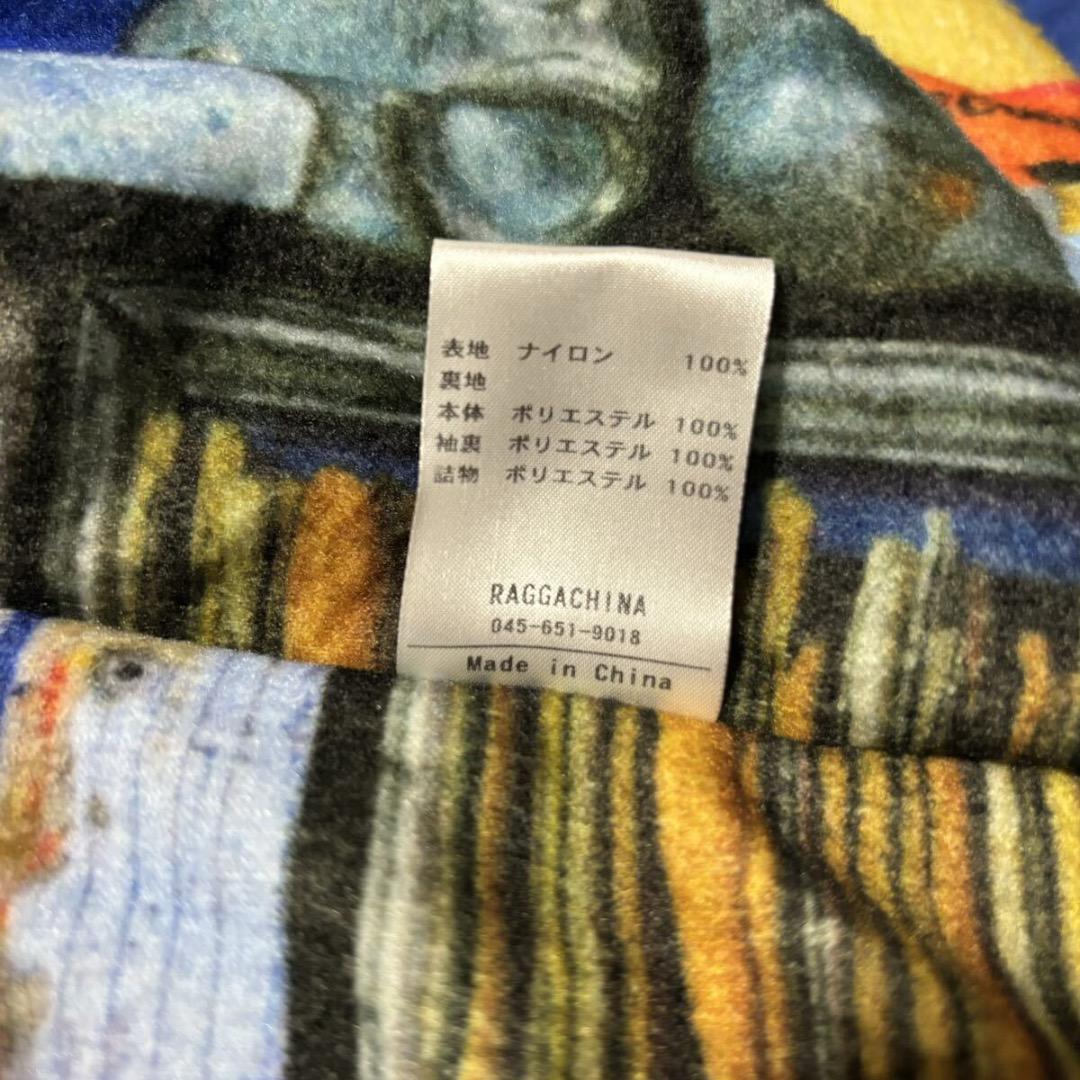 表地 ナイロン 100%
裏地
本体 ポリエステル 100%
袖裏 ポリエステル 100%
詰物 ポリエステル 100%
RAGGACHINA
045-651-9018
Made in China